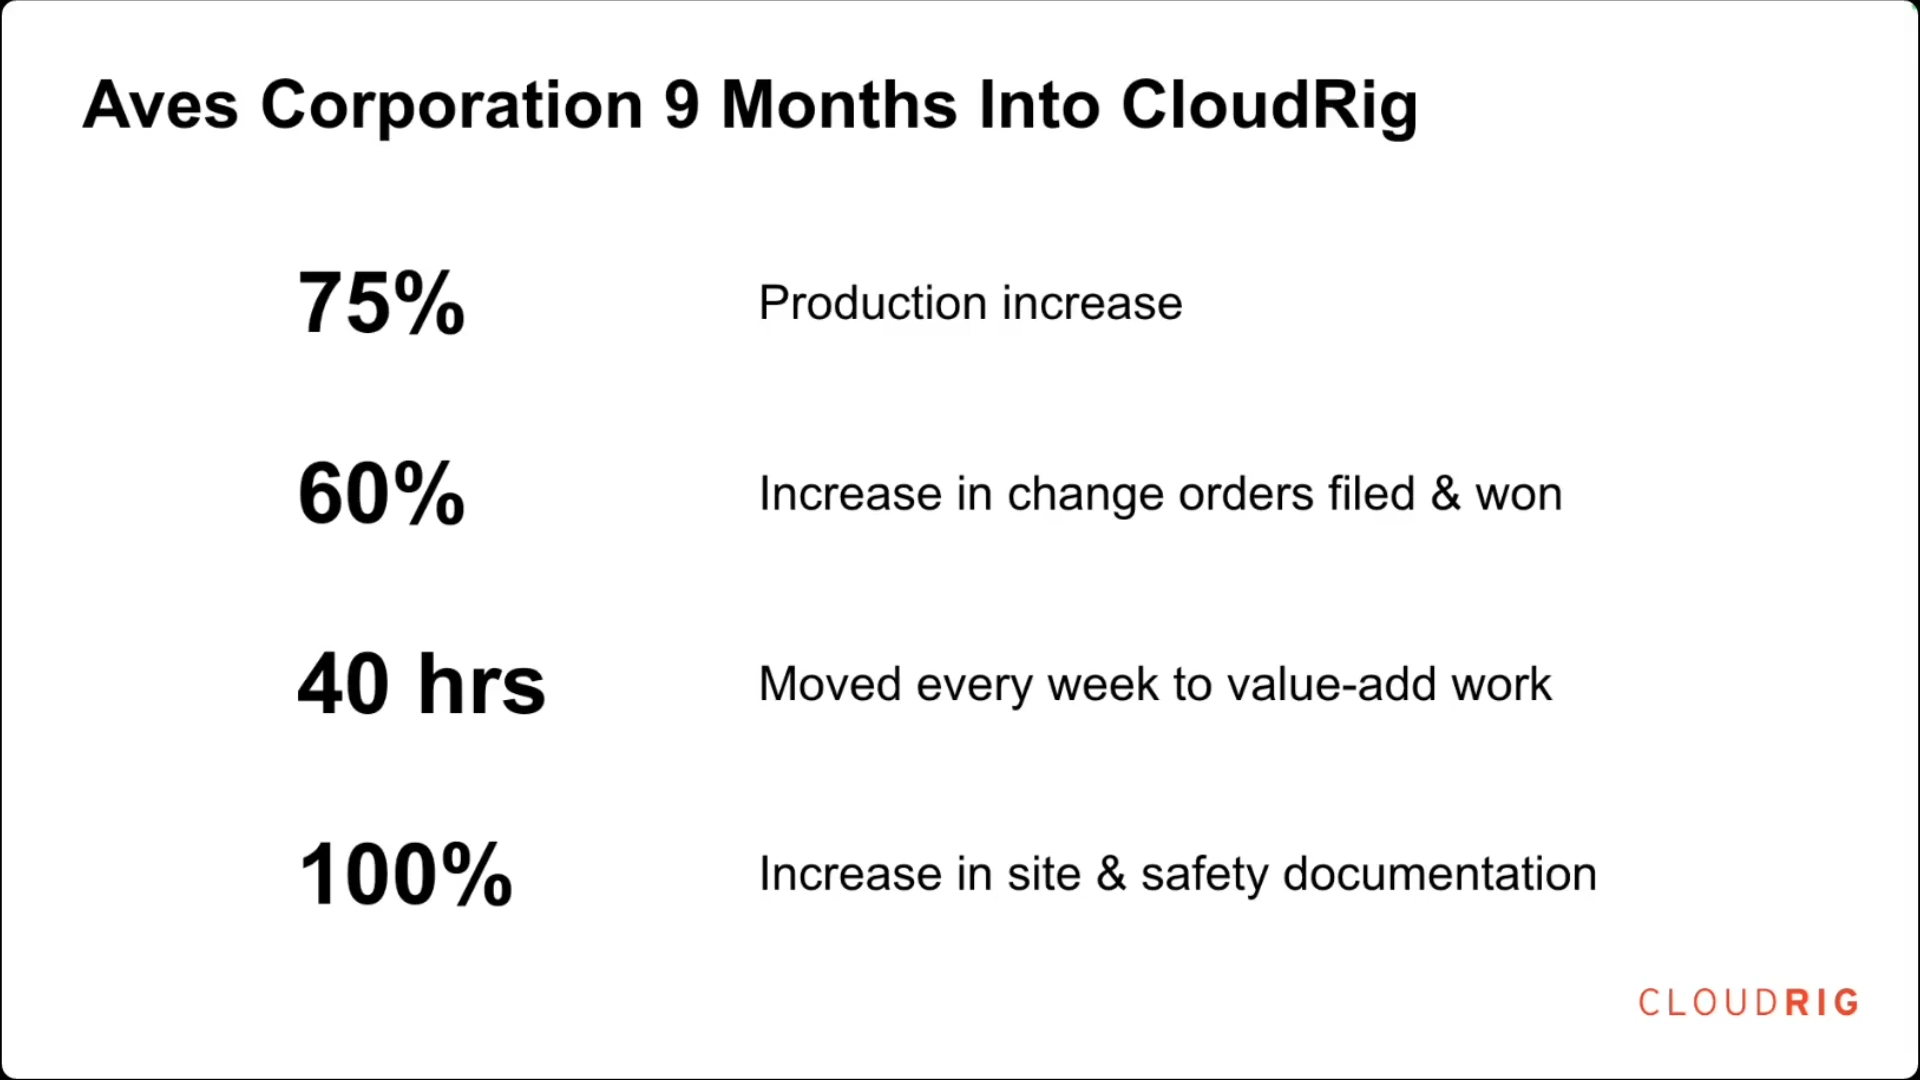 Aves Corporation 9 Months Into CloudRig
75% Production increase
60% Increase in change orders filed & won
40 hrs Moved every week to value-add work
100% Increase in site & safety documentation
CLOUDRIG